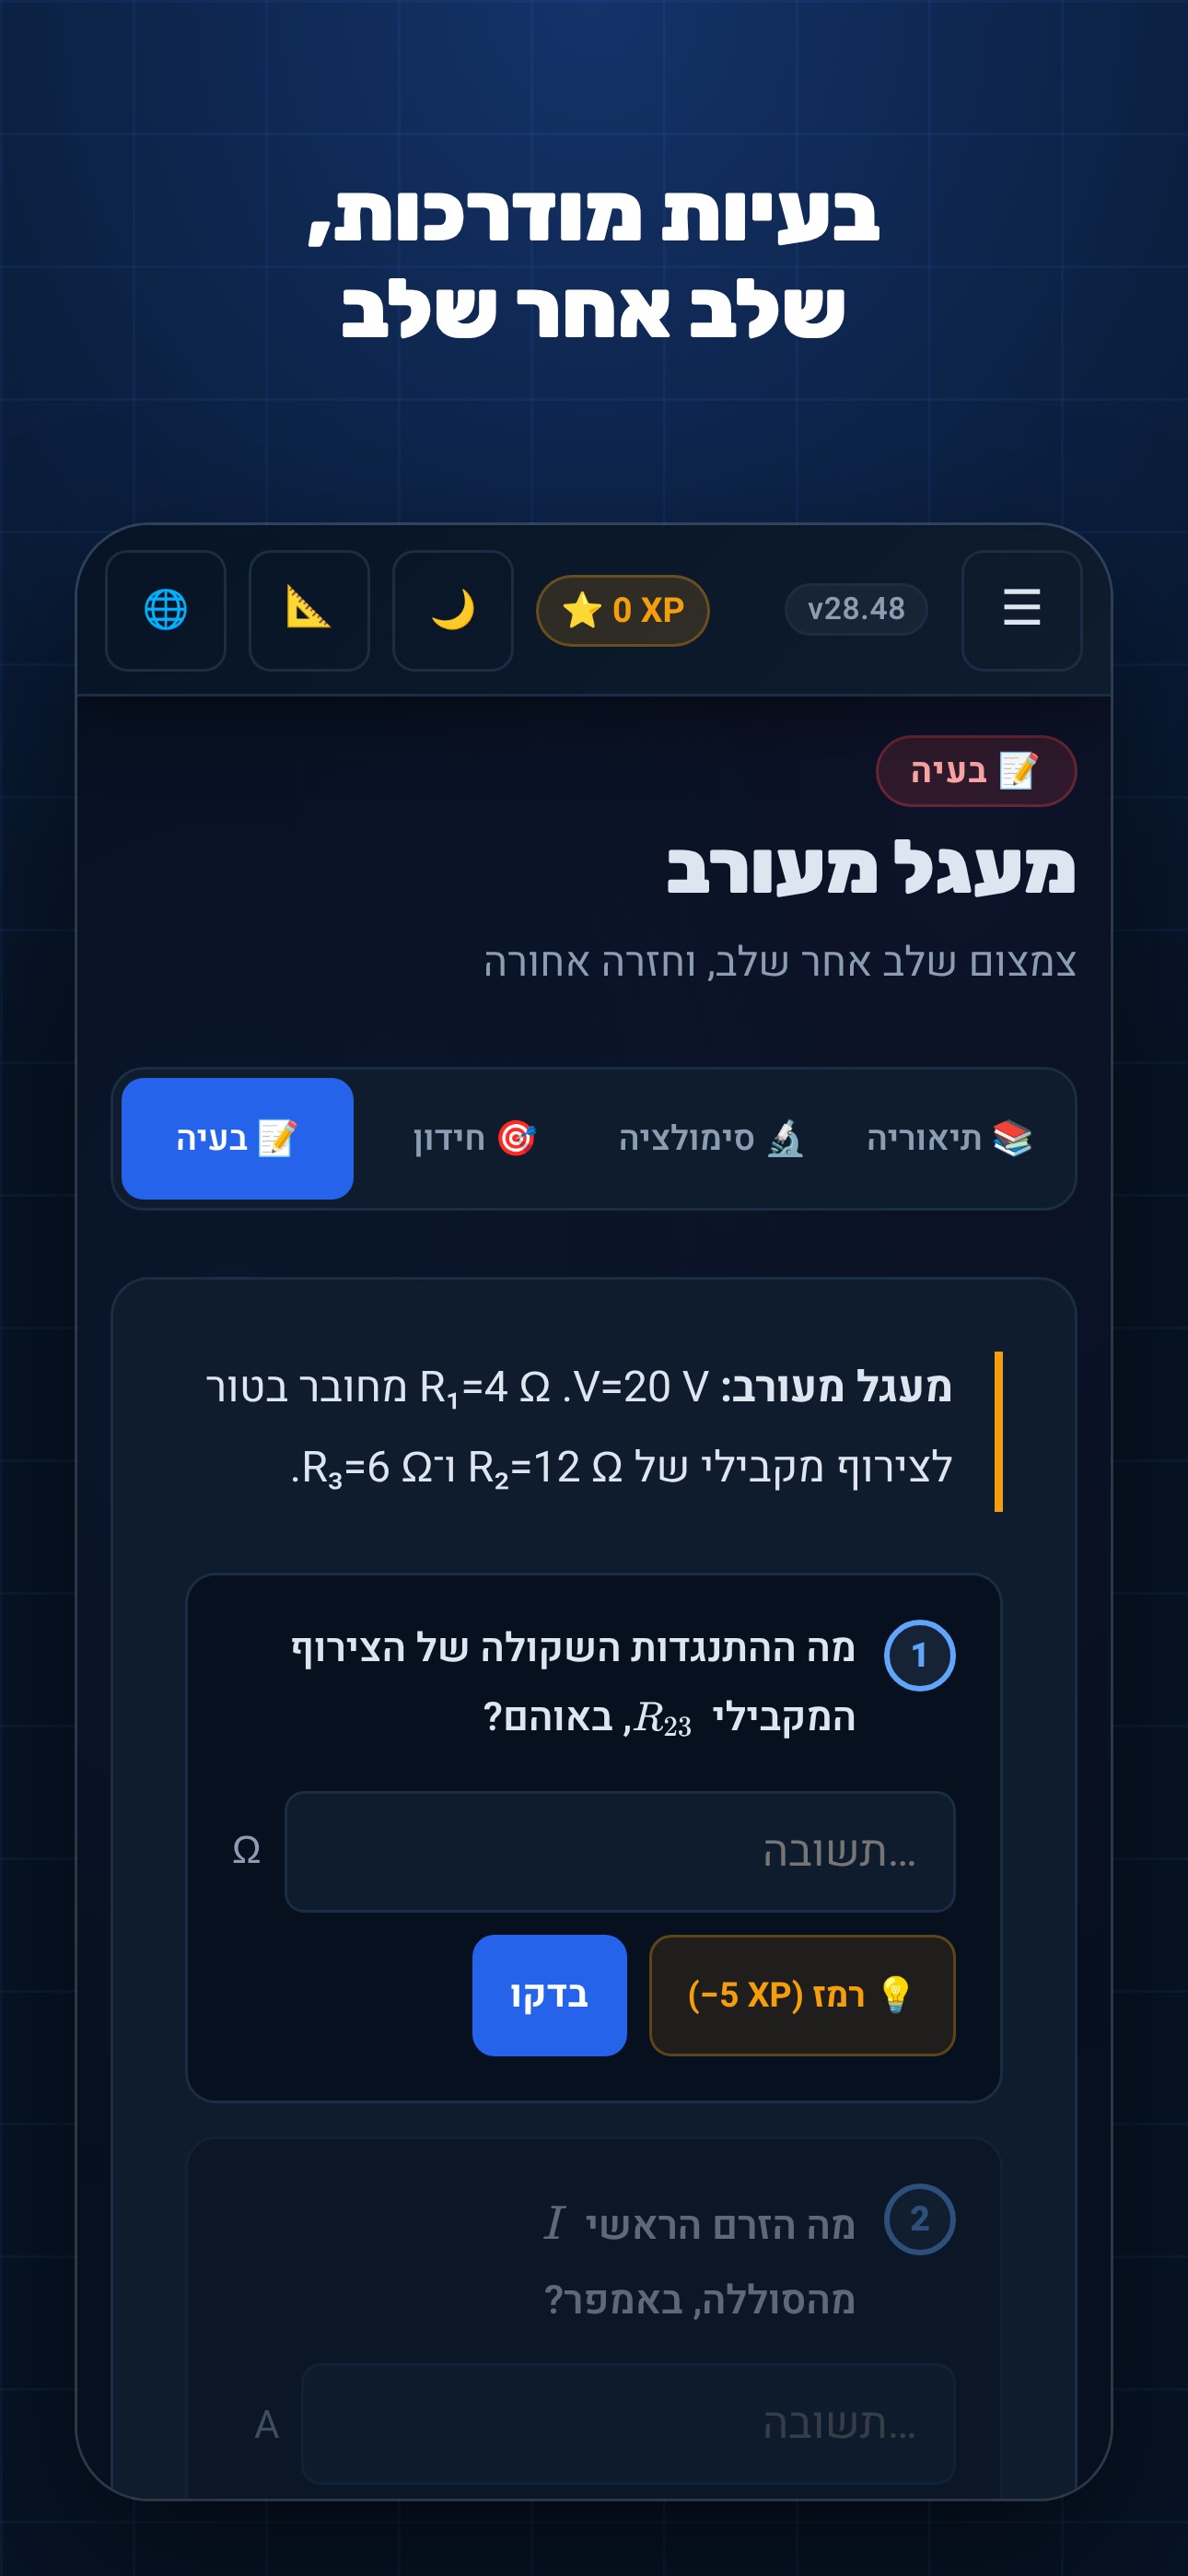 בעיות מודרכות,
שלב אחר שלב
☰ v28.48 ⭐ 0 XP 🌙 📐 🌐
📝 בעיה
מעגל מעורב
צמצום שלב אחר שלב, וחזרה אחורה
📚 תיאוריה 🔬 סימולציה 🎯 חידון 📝 בעיה
מעגל מעורב: V=20 V. R₁=4 Ω מחובר בטור
לצירוף מקבילי של R₂=12 Ω ו־R₃=6 Ω.
1 מה ההתנגדות השקולה של הצירוף
המקבילי R₂₃, באוהם?
תשובה... Ω
💡 רמז (−5 XP) בדקו
2 מה הזרם הראשי I
מהסוללה, באמפר?
תשובה... A